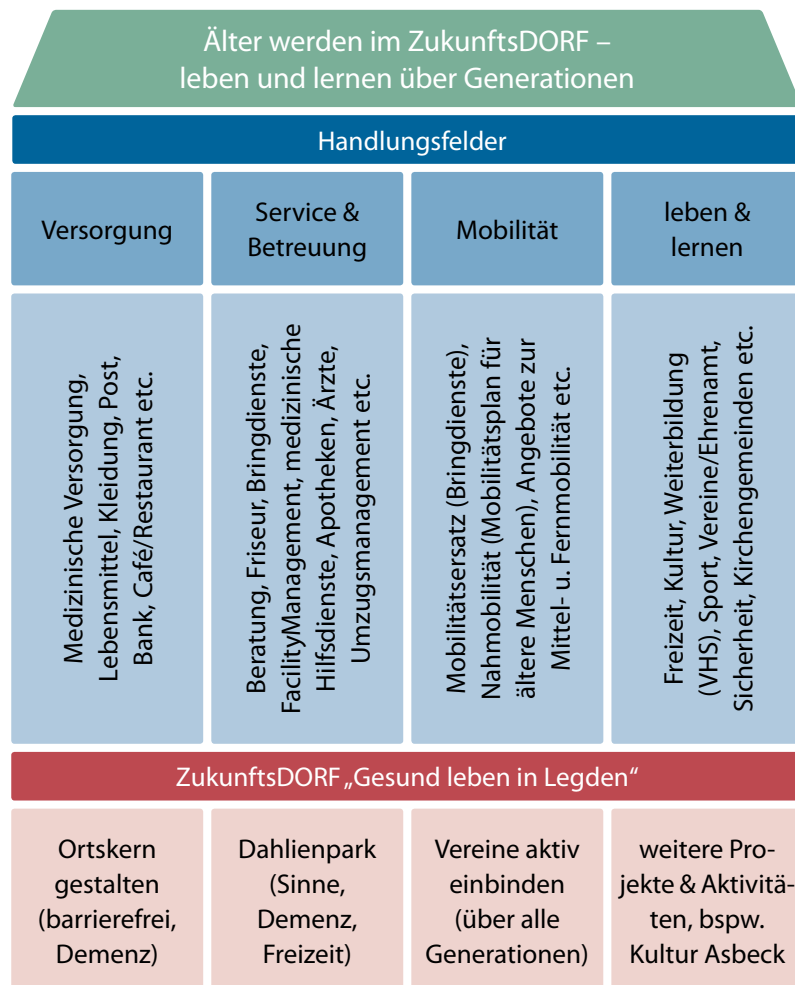 Älter werden im ZukunftsDORF –
leben und lernen über Generationen
Handlungsfelder
Versorgung
Service &
Betreuung
Mobilität
leben &
lernen
Medizinische Versorgung,
Lebensmittel, Kleidung, Post,
Bank, Café/Restaurant etc.
Beratung, Friseur, Bringdienste,
FacilityManagement, medizinische
Hilfsdienste, Apotheken, Ärzte,
Umzugsmanagement etc.
Mobilitätsersatz (Bringdienste),
Nahmobilität (Mobilitätsplan für
ältere Menschen), Angebote zur
Mittel- u. Fernmobilität etc.
Freizeit, Kultur, Weiterbildung
(VHS), Sport, Vereine/Ehrenamt,
Sicherheit, Kirchengemeinden etc.
ZukunftsDORF „Gesund leben in Legden“
Ortskern
gestalten
(barrierefrei,
Demenz)
Dahlienpark
(Sinne,
Demenz,
Freizeit)
Vereine aktiv
einbinden
(über alle
Generationen)
weitere Pro-
jekte & Aktivitä-
ten, bspw.
Kultur Asbeck